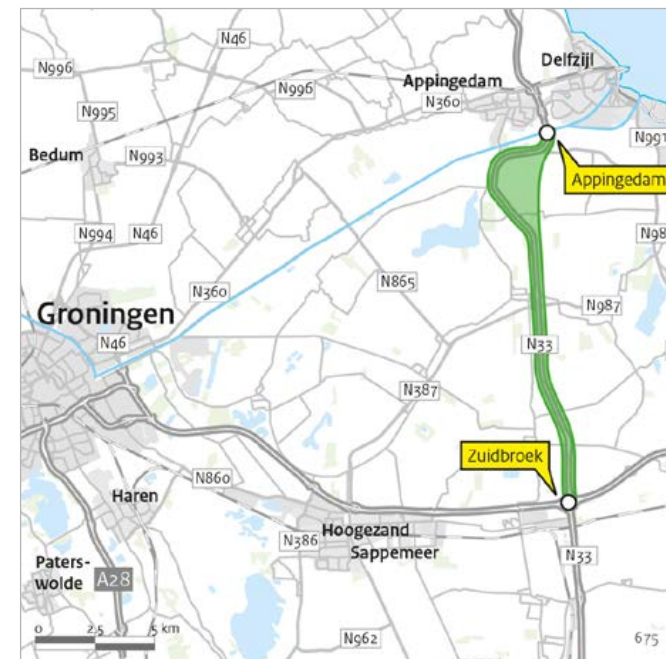 N46
N996
Delfzijl
Appingedam
N996
N360
N995
N991
Bedum
N993
Appingedam
N994
N46
N98
N360
N865
Groningen
N987
N46
N33
N387
Zuidbroek
N860
Haren
Hoogezand
N386
Sappemeer
N33
Paters-
wolde
A28
0 2,5 5 km
N962
675